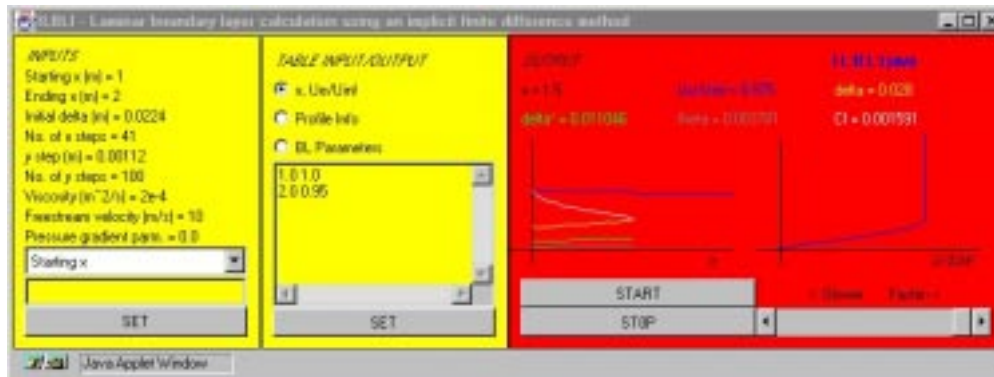 ILBLI - Laminar boundary layer calculation using an implicit finite difference method
INPUTS
Starting x (m) = 1
Ending x (m) = 2
Initial delta (m) = 0.0224
No. of x steps = 41
y step (m) = 0.00112
No. of y steps = 100
Viscosity (m^2/s) = 2e-4
Freestream velocity (m/s) = 10
Pressure gradient parm. = 0.0
Starting x
SET
TABLE INPUT/OUTPUT
x, Ue/Uinf
Profile Info
BL Parameters
1.0 1.0
2.0 0.95
SET
OUTPUT
x = 1.5
delta = 0.028
delta* = 0.011046
Cf = 0.001591
x
START
STOP
< Slower Faster >
Java Applet Window